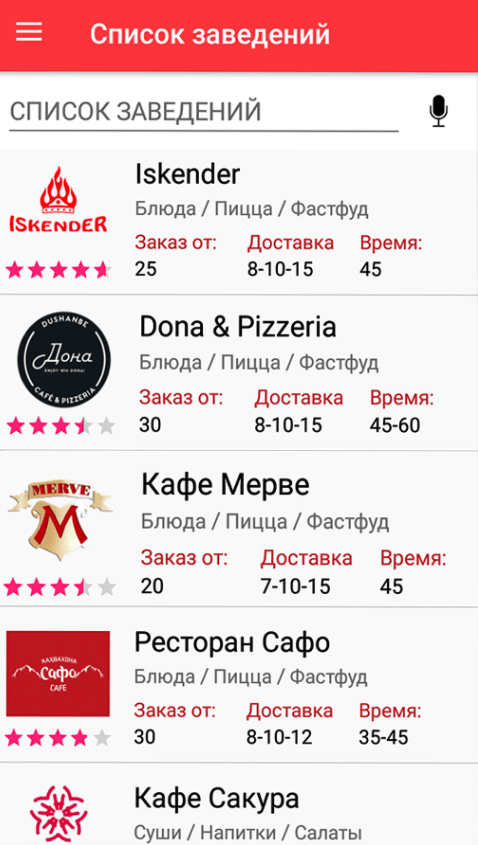 Список заведений
СПИСОК ЗАВЕДЕНИЙ
Iskender
ISKENDER
Блюда / Пицца / Фастфуд
Заказ от: Доставка Время:
25 8-10-15 45
Dona & Pizzeria
DUSHANBE
Дона
ENJOY WIN DONA!
CAFÉ & PIZZERIA
Блюда / Пицца / Фастфуд
Заказ от: Доставка Время:
30 8-10-15 45-60
Кафе Мерве
MERVE
M
Блюда / Пицца / Фастфуд
Заказ от: Доставка Время:
20 7-10-15 45
Ресторан Сафо
КАХВАХОНА
Сафо
CAFE
Блюда / Пицца / Фастфуд
Заказ от: Доставка Время:
30 8-10-12 35-45
Кафе Сакура
Суши / Напитки / Салаты